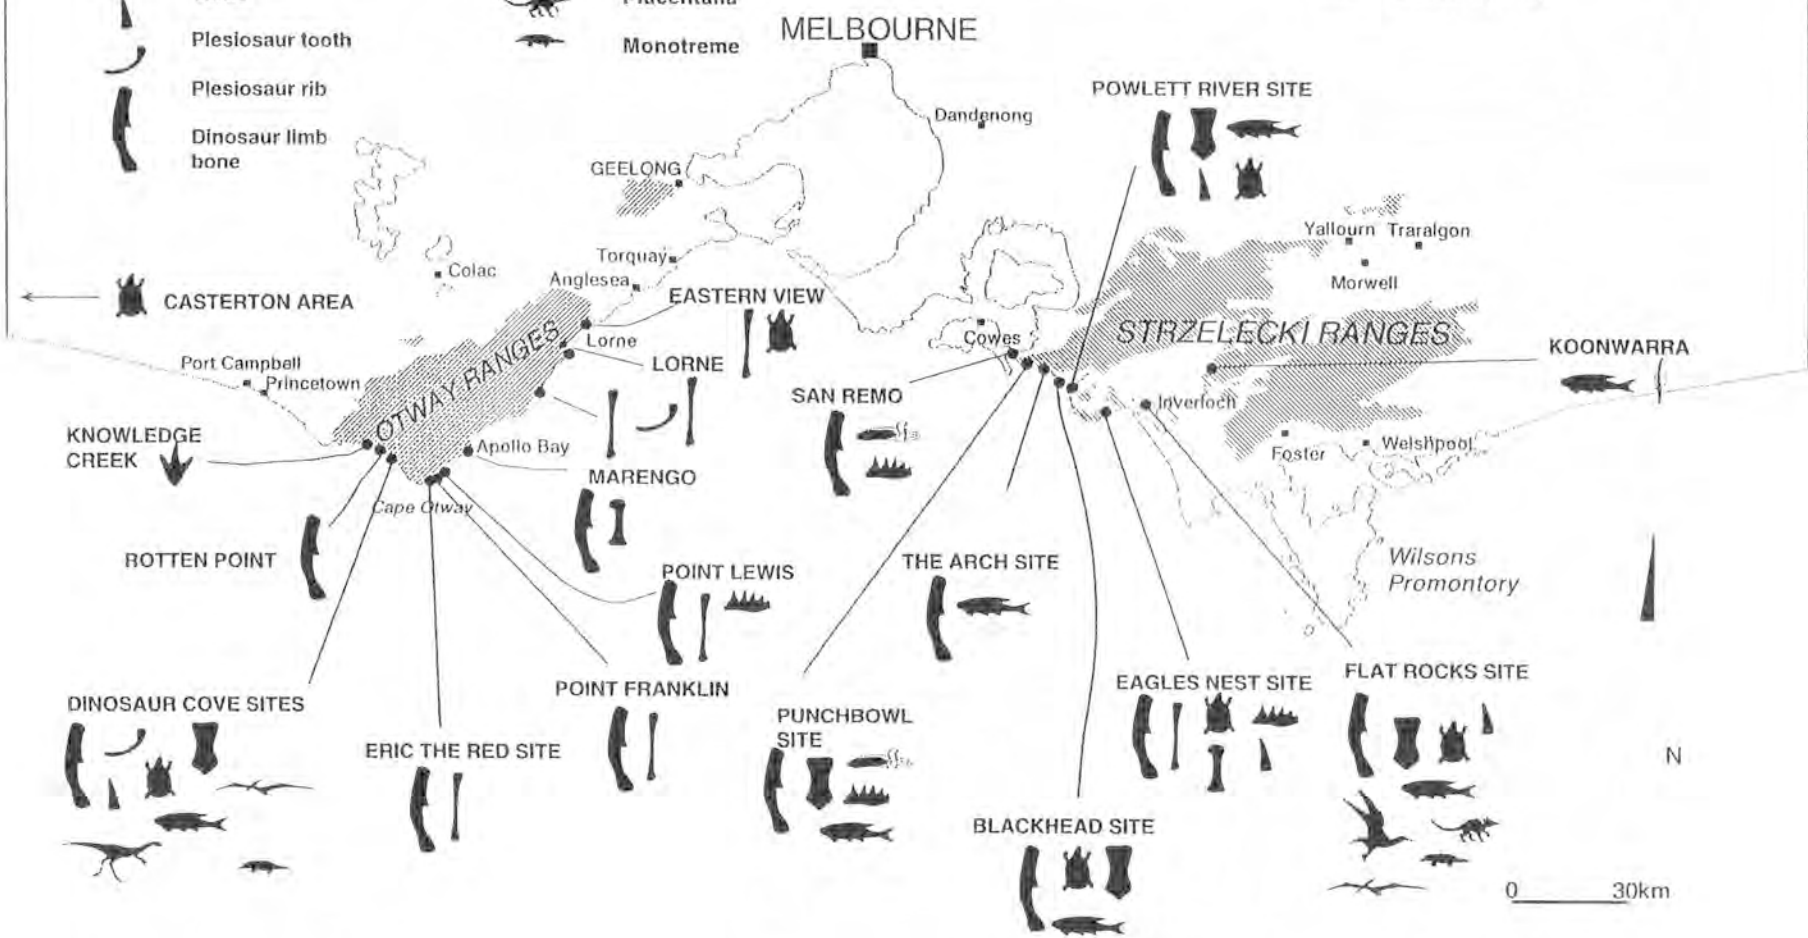 Plesiosaur tooth
Plesiosaur rib
Dinosaur limb
bone
Placentalia
Monotreme
MELBOURNE
Dandenong
POWLETT RIVER SITE
GEELONG
Torquay
Anglesea
Colac
CASTERTON AREA
EASTERN VIEW
Lorne
LORNE
OTWAY RANGES
Port Campbell
Princetown
KNOWLEDGE
CREEK
Apollo Bay
MARENGO
Cape Otway
ROTTEN POINT
POINT LEWIS
POINT FRANKLIN
DINOSAUR COVE SITES
ERIC THE RED SITE
Yallourn
Traralgon
Morwell
STRZELECKI RANGES
Cowes
SAN REMO
KOONWARRA
Inverloch
Foster
Welshpool
THE ARCH SITE
Wilsons
Promontory
PUNCHBOWL
SITE
EAGLES NEST SITE
FLAT ROCKS SITE
BLACKHEAD SITE
N
0 30km